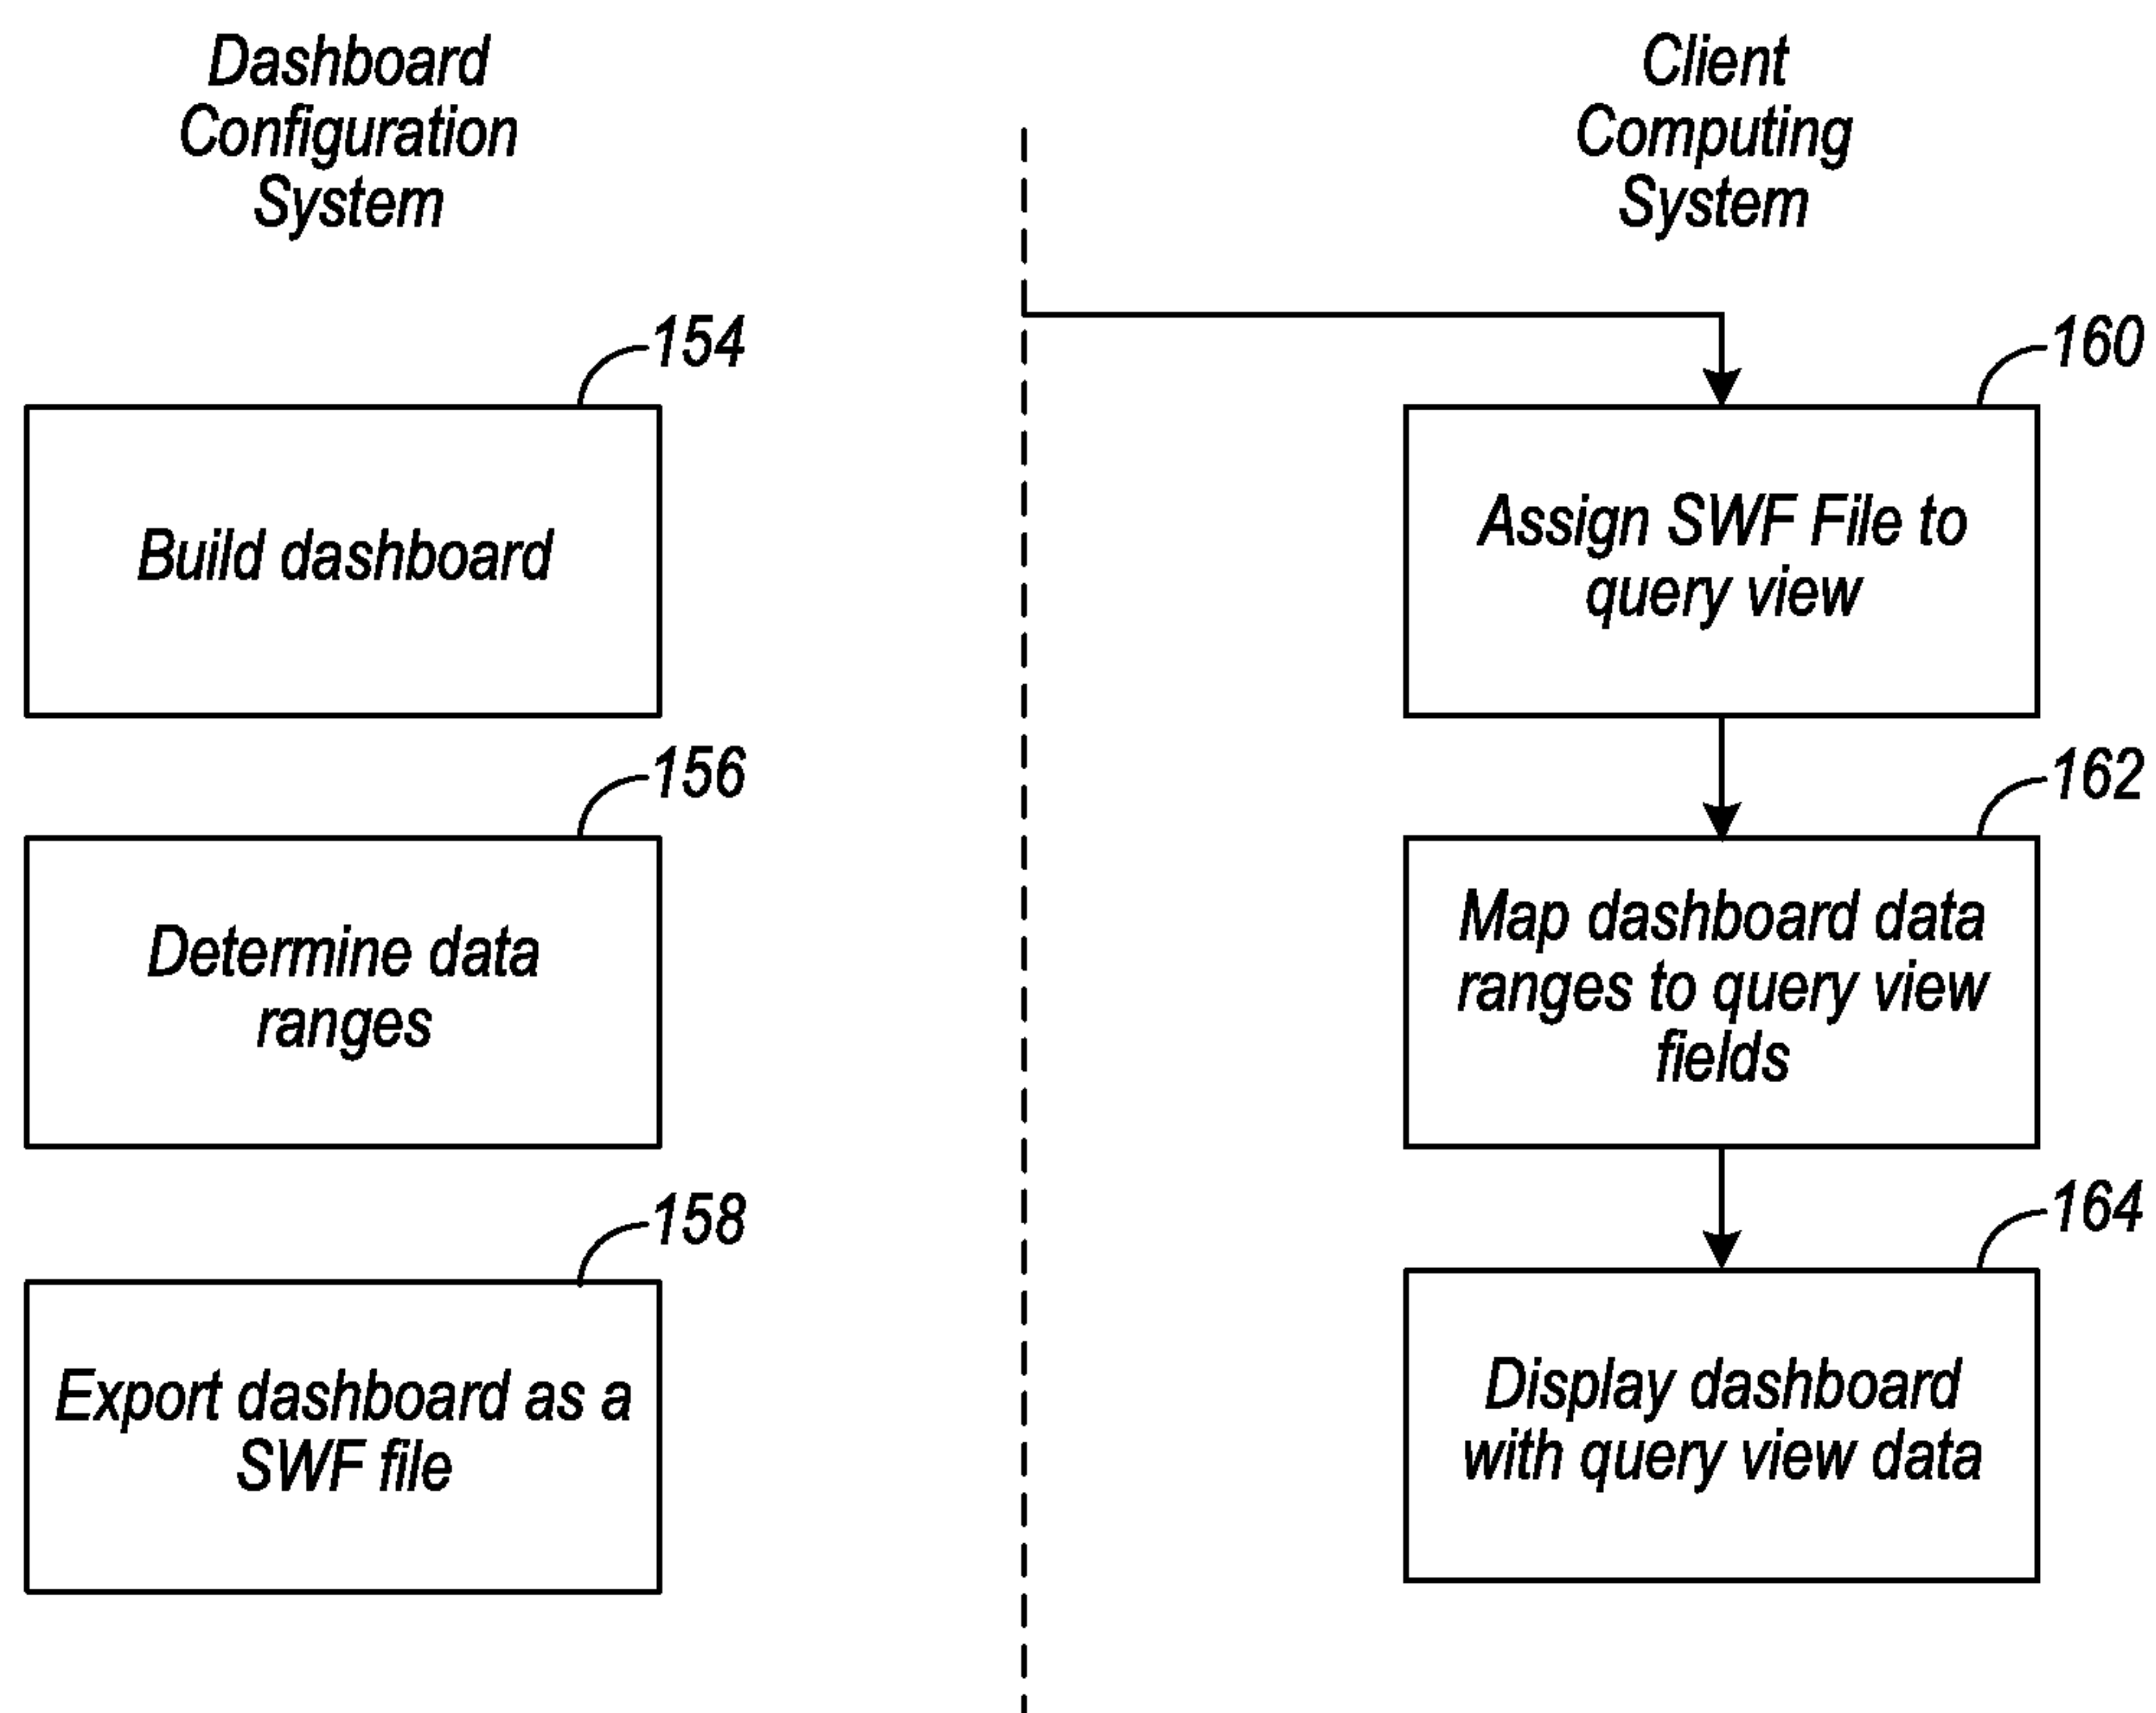 Dashboard
Configuration
System
154
Build dashboard
156
Determine data
ranges
158
Export dashboard as a
SWF file
Client
Computing
System
160
Assign SWF File to
query view
162
Map dashboard data
ranges to query view
fields
164
Display dashboard
with query view data